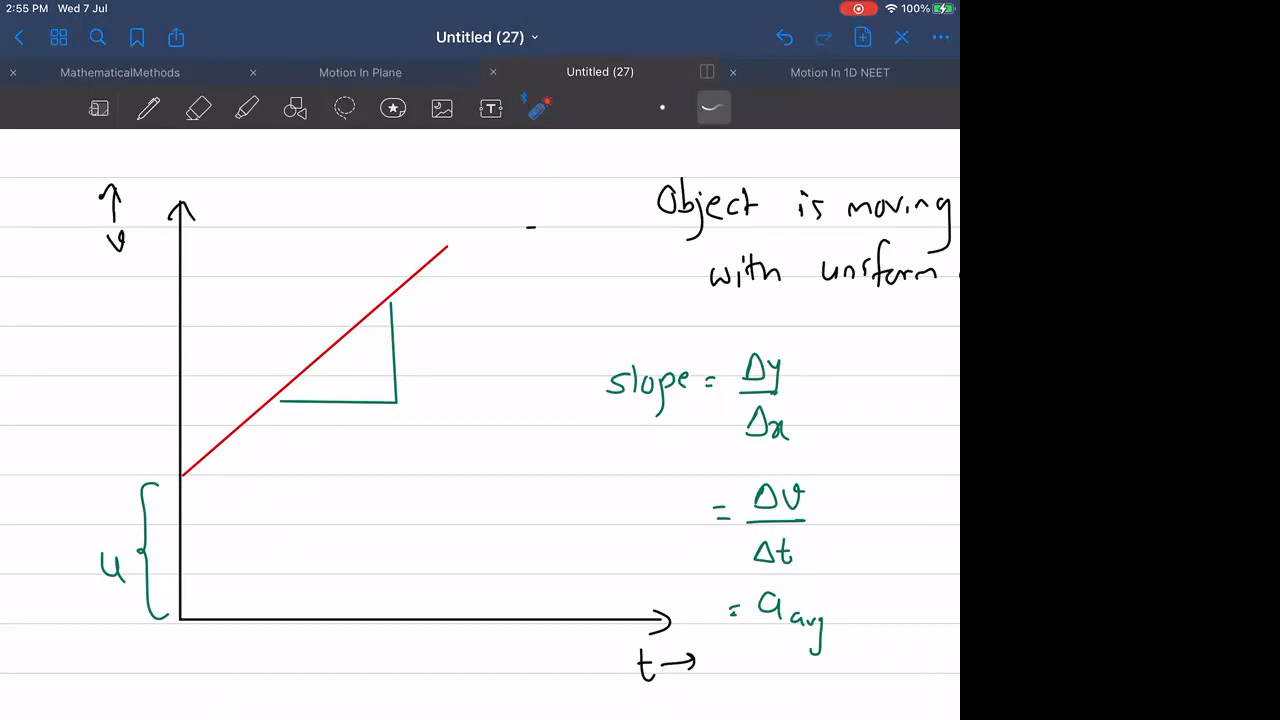 2:55 PM Wed 7 Jul
100%
Untitled (27)
MathematicalMethods
Motion In Plane
Untitled (27)
Motion In 1D NEET
T
Object is moving
with uniform
v
slope = Δy
Δx
= Δv
Δt
u
= a avg
t →